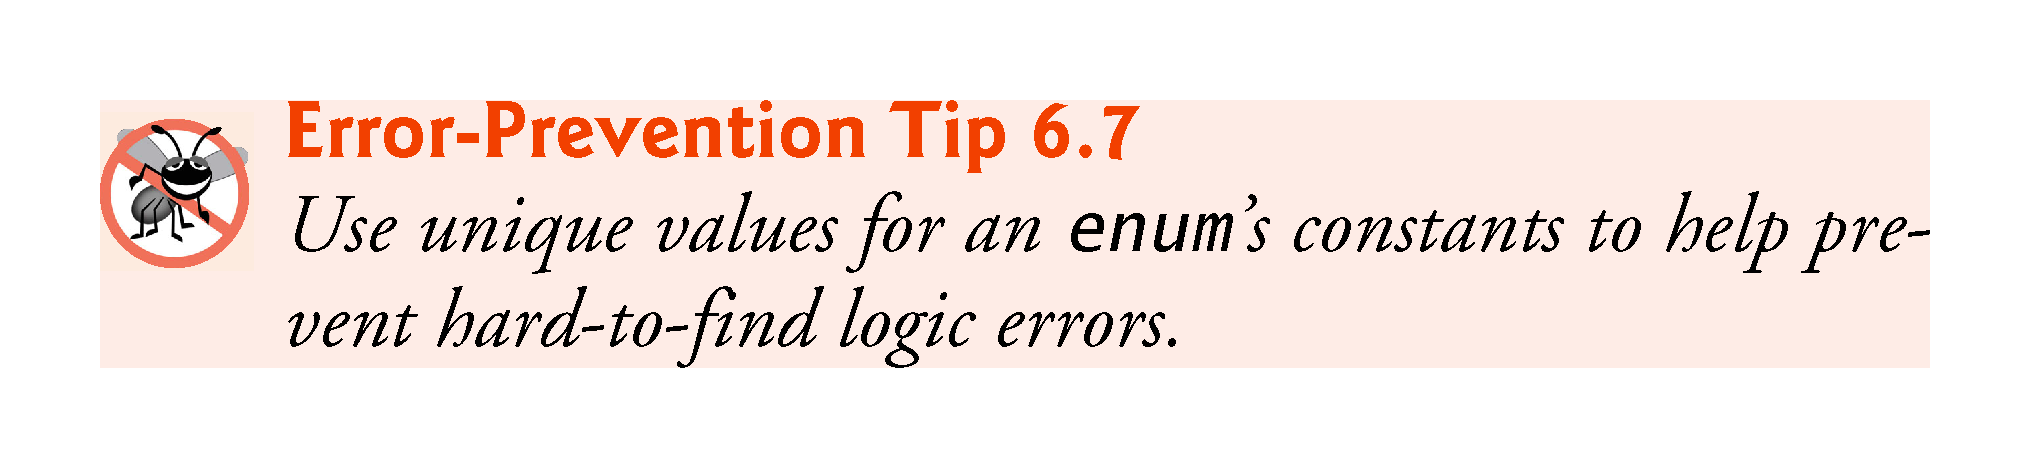 Error-Prevention Tip 6.7
Use unique values for an enum’s constants to help pre-
vent hard-to-find logic errors.